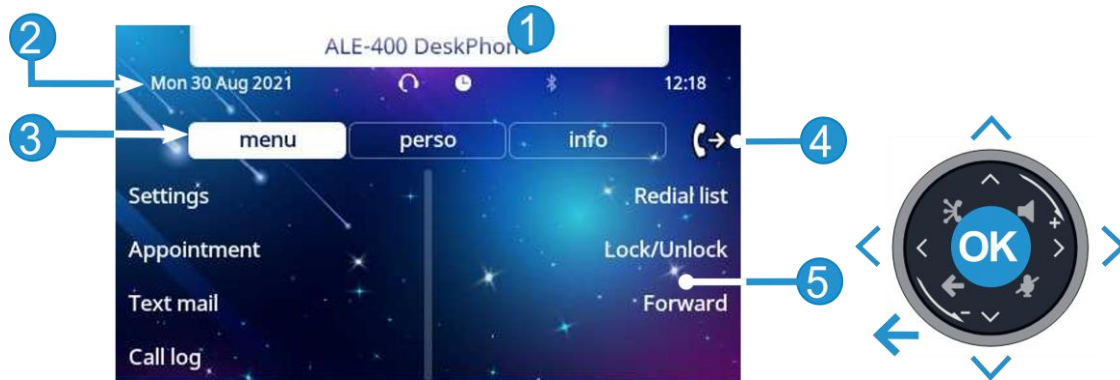 1
ALE-400 DeskPhone
2
Mon 30 Aug 2021
12:18
3
menu
perso
info
4
Settings
Redial list
Appointment
Lock/Unlock
5
Text mail
Forward
Call log
+
OK
-